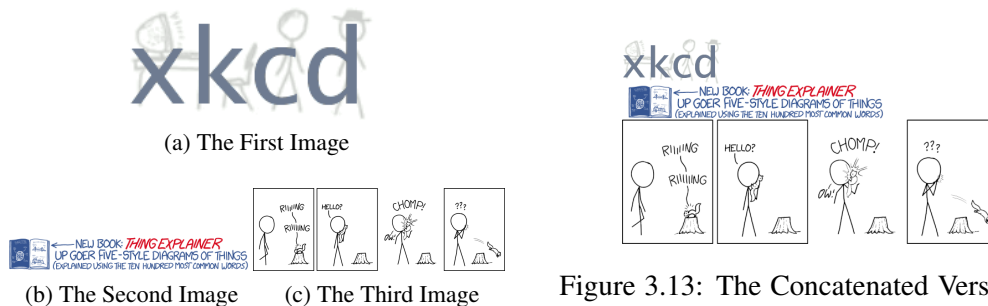 xkcd
(a) The First Image
NEW BOOK: THING EXPLAINER
UP GOER FIVE-STYLE DIAGRAMS OF THINGS
(EXPLAINED USING THE TEN HUNDRED MOST COMMON WORDS)
(b) The Second Image
RIIIIING
RIIIIING
HELLO?
CHOMP!
OW!
???
(c) The Third Image
xkcd
NEW BOOK: THING EXPLAINER
UP GOER FIVE-STYLE DIAGRAMS OF THINGS
(EXPLAINED USING THE TEN HUNDRED MOST COMMON WORDS)
RIIIIING
RIIIIING
HELLO?
CHOMP!
OW!
???
Figure 3.13: The Concatenated Vers